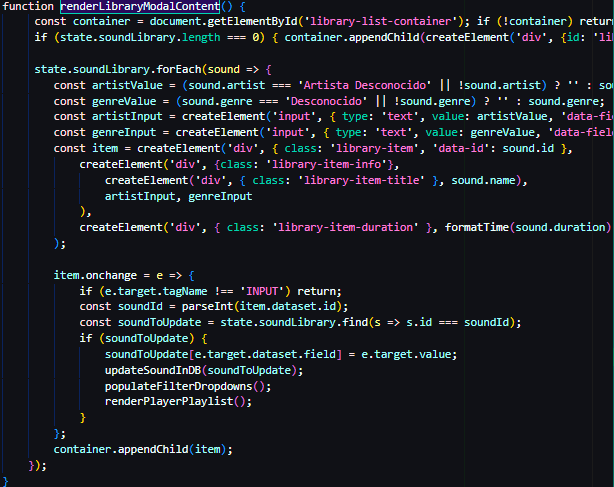 function renderLibraryModalContent() {
    const container = document.getElementById('library-list-container'); if (!container) return
    if (state.soundLibrary.length === 0) { container.appendChild(createElement('div', {id: 'lib
    state.soundLibrary.forEach(sound => {
        const artistValue = (sound.artist === 'Artista Desconocido' || !sound.artist) ? '' : sou
        const genreValue = (sound.genre === 'Desconocido' || !sound.genre) ? '' : sound.genre;
        const artistInput = createElement('input', { type: 'text', value: artistValue, 'data-fie
        const genreInput = createElement('input', { type: 'text', value: genreValue, 'data-field
        const item = createElement('div', { class: 'library-item', 'data-id': sound.id },
            createElement('div', {class: 'library-item-info'},
                createElement('div', { class: 'library-item-title' }, sound.name),
                artistInput, genreInput
            ),
            createElement('div', { class: 'library-item-duration' }, formatTime(sound.duration)
        );
        item.onchange = e => {
            if (e.target.tagName !== 'INPUT') return;
            const soundId = parseInt(item.dataset.id);
            const soundToUpdate = state.soundLibrary.find(s => s.id === soundId);
            if (soundToUpdate) {
                soundToUpdate[e.target.dataset.field] = e.target.value;
                updateSoundInDB(soundToUpdate);
                populateFilterDropdowns();
                renderPlayerPlaylist();
            }
        };
        container.appendChild(item);
    });
}